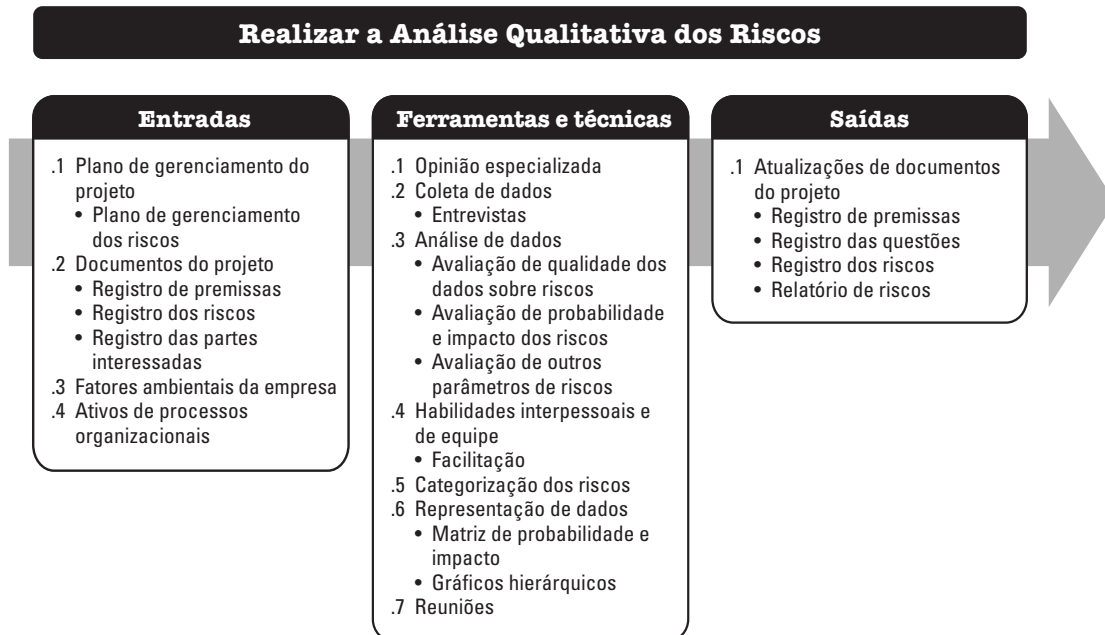 Realizar a Análise Qualitativa dos Riscos
Entradas
.1 Plano de gerenciamento do
projeto
• Plano de gerenciamento
dos riscos
.2 Documentos do projeto
• Registro de premissas
• Registro dos riscos
• Registro das partes
interessadas
.3 Fatores ambientais da empresa
.4 Ativos de processos
organizacionais
Ferramentas e técnicas
.1 Opinião especializada
.2 Coleta de dados
• Entrevistas
.3 Análise de dados
• Avaliação de qualidade dos
dados sobre riscos
• Avaliação de probabilidade
e impacto dos riscos
• Avaliação de outros
parâmetros de riscos
.4 Habilidades interpessoais e
de equipe
• Facilitação
.5 Categorização dos riscos
.6 Representação de dados
• Matriz de probabilidade e
impacto
• Gráficos hierárquicos
.7 Reuniões
Saídas
.1 Atualizações de documentos
do projeto
• Registro de premissas
• Registro das questões
• Registro dos riscos
• Relatório de riscos